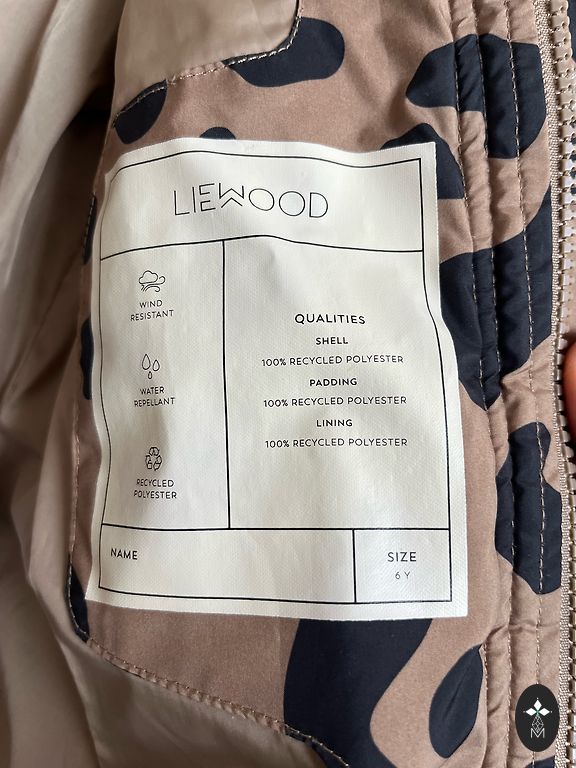 LIEWOOD
WIND
RESISTANT
WATER
REPELLANT
RECYCLED
POLYESTER
QUALITIES
SHELL
100% RECYCLED POLYESTER
PADDING
100% RECYCLED POLYESTER
LINING
100% RECYCLED POLYESTER
NAME
SIZE
6 Y
M